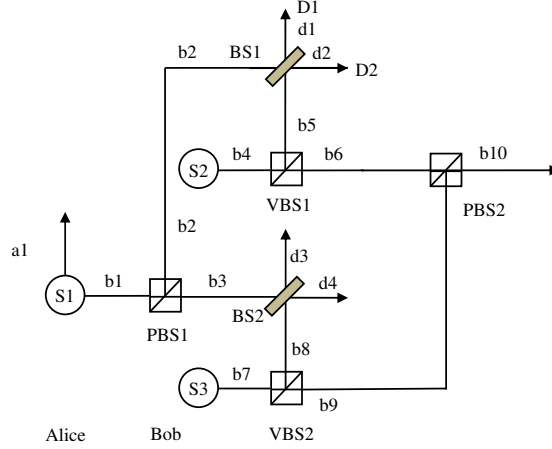 D1
d1
b2
BS1
d2
D2
b5
b4
b6
b10
S2
VBS1
PBS2
b2
a1
d3
b1
b3
d4
S1
BS2
PBS1
b8
b7
S3
b9
Alice
Bob
VBS2